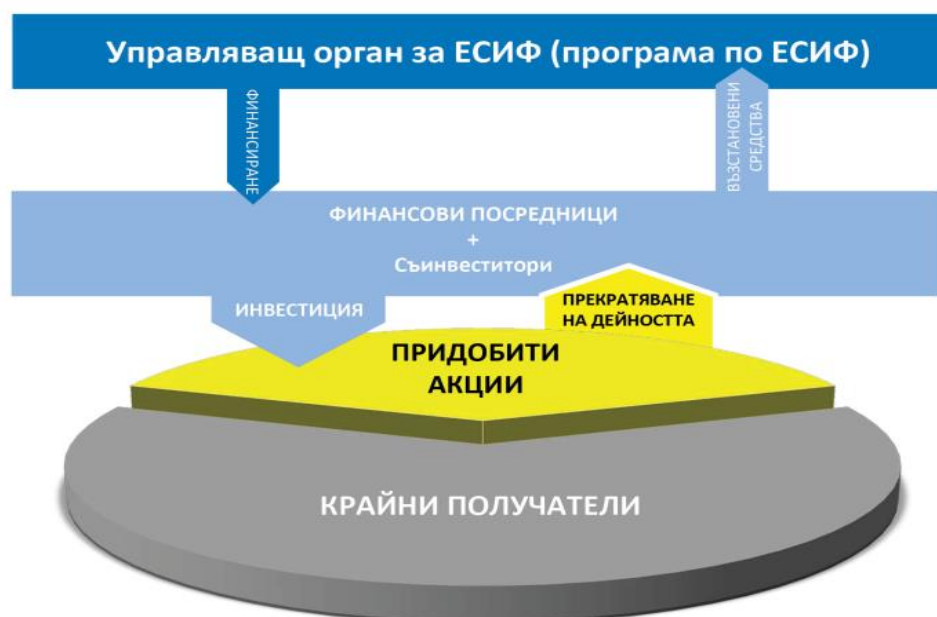 Управляващ орган за ЕСИФ (програма по ЕСИФ)
ФИНАНСИРАНЕ
ВЪЗСТАНОВЕНИ
СРЕДСТВА
ФИНАНСОВИ ПОСРЕДНИЦИ
+
Съинвеститори
ИНВЕСТИЦИЯ
ПРЕКРАТЯВАНЕ
НА ДЕЙНОСТТА
ПРИДОБИТИ
АКЦИИ
КРАЙНИ ПОЛУЧАТЕЛИ